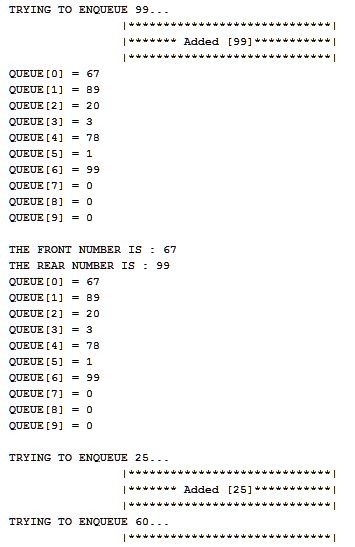 TRYING TO ENQUEUE 99...
|*****************************|
|******* Added [99]***********|
|*****************************|
QUEUE[0] = 67
QUEUE[1] = 89
QUEUE[2] = 20
QUEUE[3] = 3
QUEUE[4] = 78
QUEUE[5] = 1
QUEUE[6] = 99
QUEUE[7] = 0
QUEUE[8] = 0
QUEUE[9] = 0
THE FRONT NUMBER IS : 67
THE REAR NUMBER IS : 99
QUEUE[0] = 67
QUEUE[1] = 89
QUEUE[2] = 20
QUEUE[3] = 3
QUEUE[4] = 78
QUEUE[5] = 1
QUEUE[6] = 99
QUEUE[7] = 0
QUEUE[8] = 0
QUEUE[9] = 0
TRYING TO ENQUEUE 25...
|*****************************|
|******* Added [25]***********|
|*****************************|
TRYING TO ENQUEUE 60...
|*****************************|